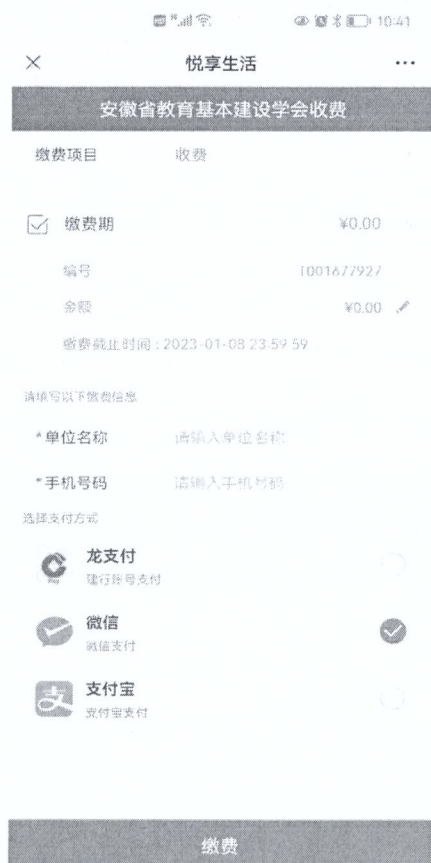 10:41
悦享生活
安徽省教育基本建设学会收费
缴费项目 收费
缴费期 ¥0.00
编号 1001677927
金额 ¥0.00
缴费截止时间：2023-01-08 23:59:59
请填写以下缴费信息
*单位名称 请输入单位名称
*手机号码 请输入手机号码
选择支付方式
龙支付
建行账号支付
微信
微信支付
支付宝
支付宝支付
缴费